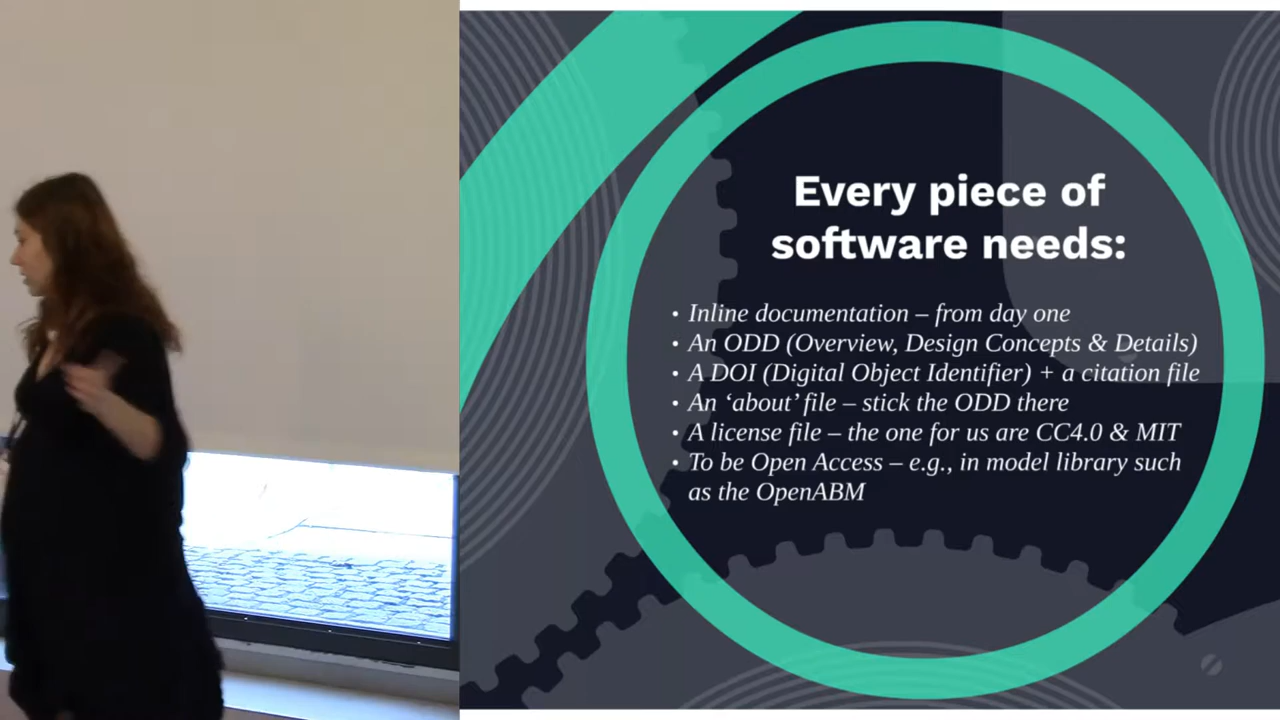 Every piece of
software needs:
• Inline documentation – from day one
• An ODD (Overview, Design Concepts & Details)
• A DOI (Digital Object Identifier) + a citation file
• An ‘about’ file – stick the ODD there
• A license file – the one for us are CC4.0 & MIT
• To be Open Access – e.g., in model library such
as the OpenABM